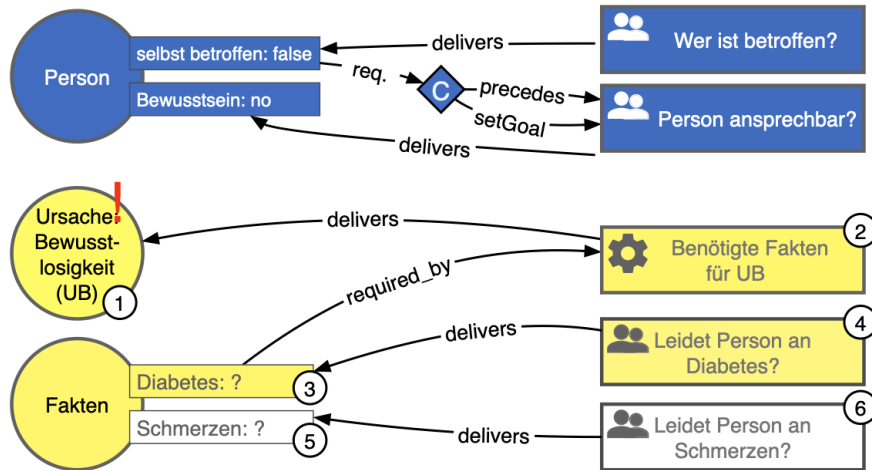 selbst betroffen: false
delivers
Wer ist betroffen?
Person
req.
C
precedes
Bewusstsein: no
setGoal
Person ansprechbar?
delivers
!
Ursache:
Bewusst-
losigkeit
(UB)
1
delivers
2
Benötigte Fakten
für UB
required_by
Fakten
Diabetes: ?
3
delivers
4
Leidet Person an
Diabetes?
Schmerzen: ?
5
delivers
6
Leidet Person an
Schmerzen?